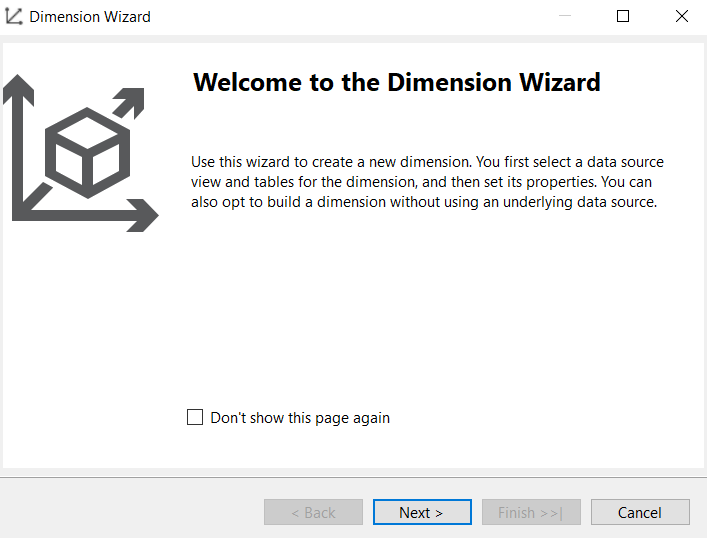 Dimension Wizard
Welcome to the Dimension Wizard
Use this wizard to create a new dimension. You first select a data source
view and tables for the dimension, and then set its properties. You can
also opt to build a dimension without using an underlying data source.
Don't show this page again
< Back Next > Finish >>| Cancel